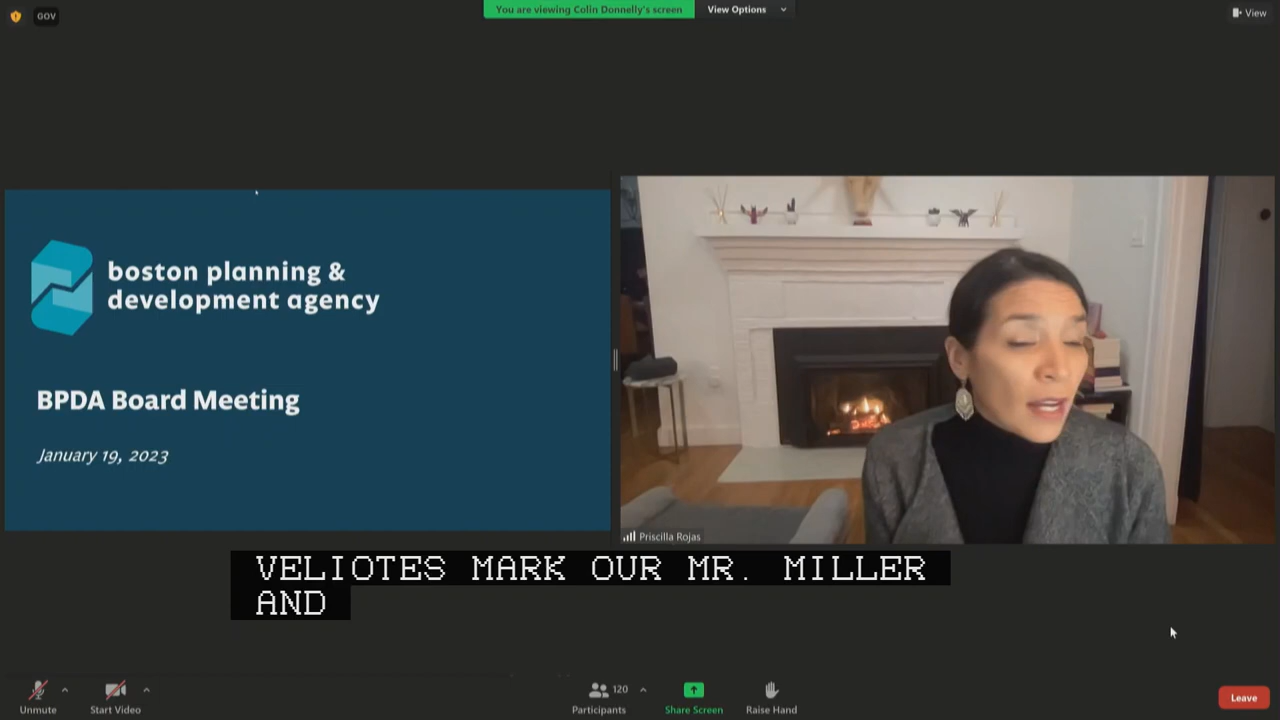 GOV
You are viewing Colin Donnelly's screen
View Options
View
boston planning &
development agency
BPDA Board Meeting
January 19, 2023
Priscilla Rojas
VELIOTES MARK OUR MR. MILLER
AND
Unmute
Start Video
120
Participants
Share Screen
Raise Hand
Leave